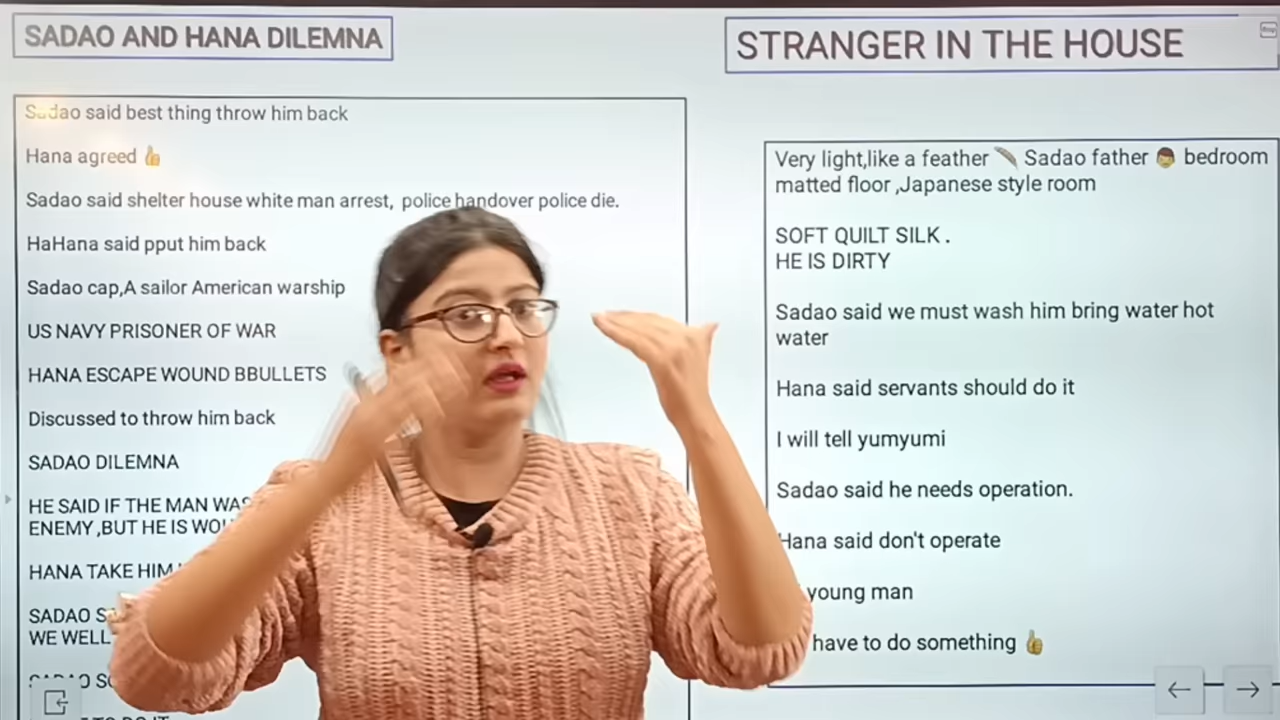 SADAO AND HANA DILEMNA
Sadao said best thing throw him back
Hana agreed 👍
Sadao said shelter house white man arrest, police handover police die.
HaHana said pput him back
Sadao cap,A sailor American warship
US NAVY PRISONER OF WAR
HANA ESCAPE WOUND BBULLETS
Discussed to throw him back
SADAO DILEMNA
HE SAID IF THE MAN WAS
ENEMY ,BUT HE IS
HANA TAKE HIM
SADAO
WE WELL
TO DO IT
STRANGER IN THE HOUSE
Very light,like a feather 🪶 Sadao father 👨 bedroom
matted floor ,Japanese style room
SOFT QUILT SILK .
HE IS DIRTY
Sadao said we must wash him bring water hot
water
Hana said servants should do it
I will tell yumyumi
Sadao said he needs operation.
Hana said don't operate
young man
have to do something 👍